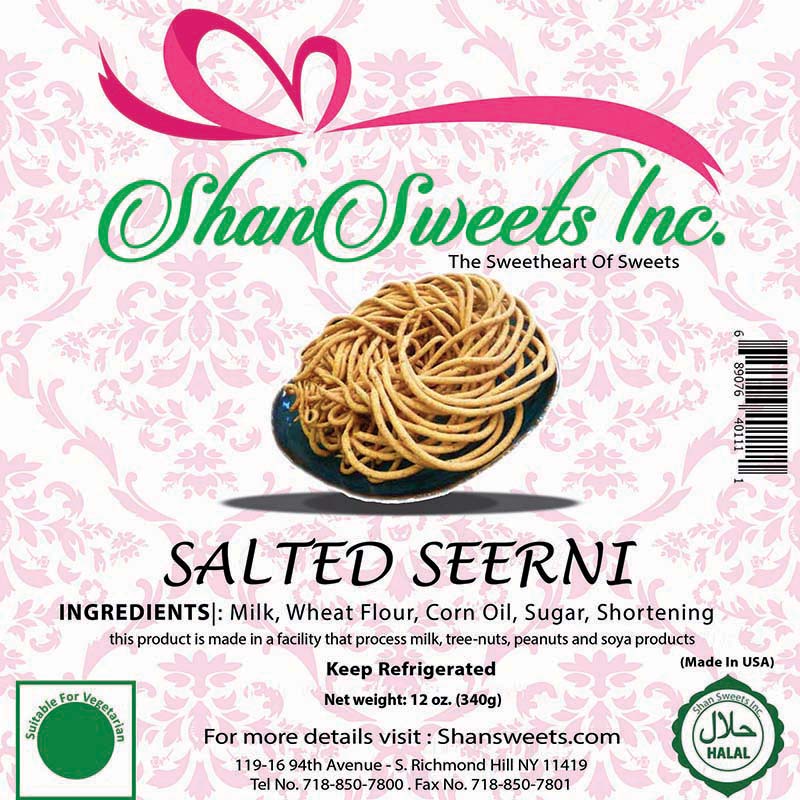 ShanSweets Inc.
The Sweetheart Of Sweets
6 89076 40111 1
SALTED SEERNI
INGREDIENTS|: Milk, Wheat Flour, Corn Oil, Sugar, Shortening
this product is made in a facility that process milk, tree-nuts, peanuts and soya products
Keep Refrigerated
(Made In USA)
Net weight: 12 oz. (340g)
Suitable For Vegetarian
Shan Sweets Inc.
حلال
HALAL
For more details visit : Shansweets.com
119-16 94th Avenue - S. Richmond Hill NY 11419
Tel No. 718-850-7800 . Fax No. 718-850-7801